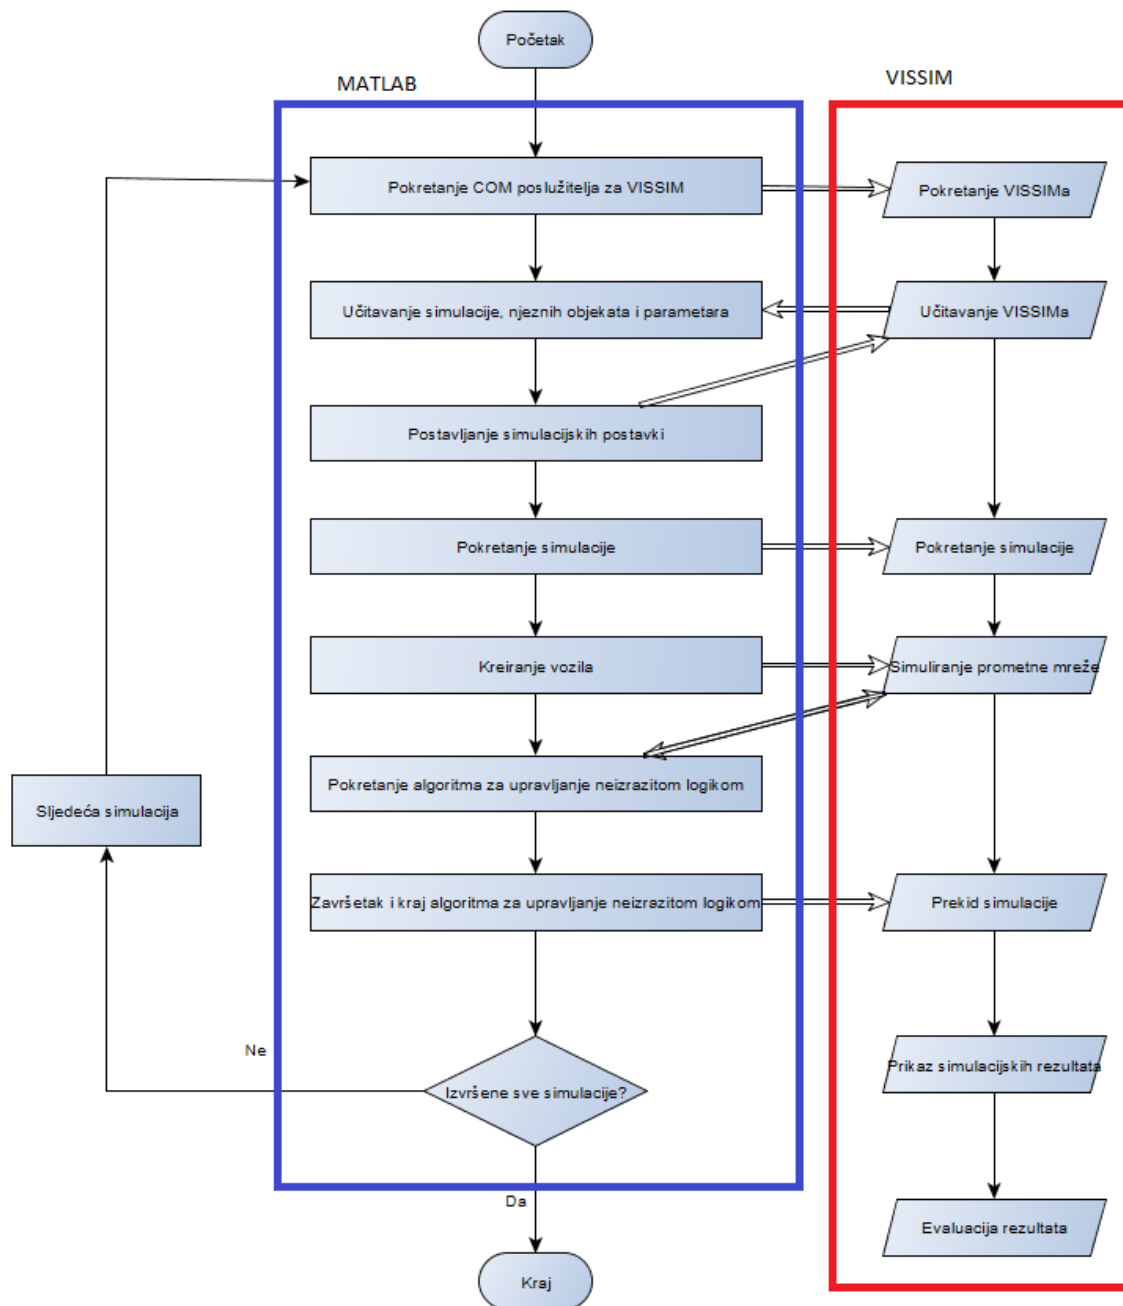 Početak
MATLAB
VISSIM
Pokretanje COM poslužitelja za VISSIM
Pokretanje VISSIMa
Učitavanje simulacije, njeznih objekata i parametara
Učitavanje VISSIMa
Postavljanje simulacijskih postavki
Pokretanje simulacije
Pokretanje simulacije
Kreiranje vozila
Simuliranje prometne mreže
Pokretanje algoritma za upravljanje neizrazitom logikom
Sljedeća simulacija
Završetak i kraj algoritma za upravljanje neizrazitom logikom
Prekid simulacije
Ne
Izvršene sve simulacije?
Prikaz simulacijskih rezultata
Da
Evaluacija rezultata
Kraj